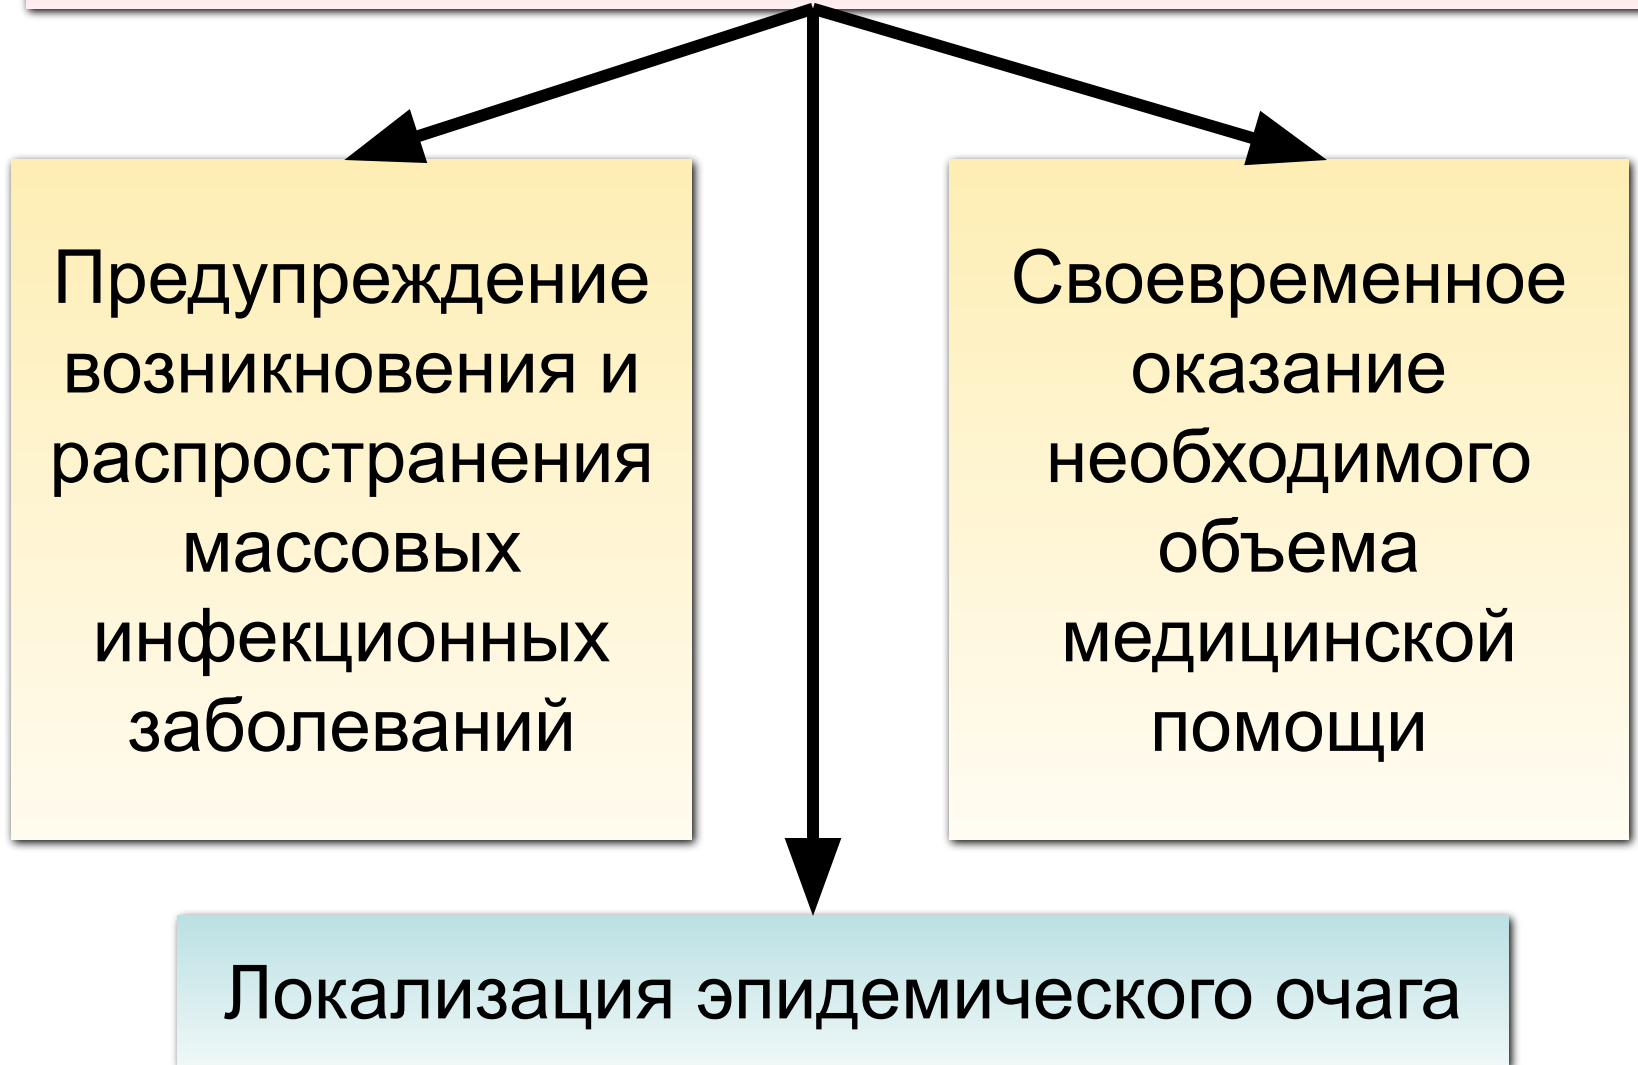 Предупреждение
возникновения и
распространения
массовых
инфекционных
заболеваний
Своевременное
оказание
необходимого
объема
медицинской
помощи
Локализация эпидемического очага